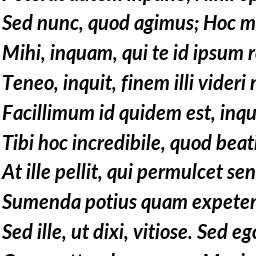 Sed nunc, quod agimus; Hoc
Mihi, inquam, qui te id ipsum
Teneo, inquit, finem illi videri
Facillimum id quidem est, inqu
Tibi hoc incredibile, quod beat
At ille pellit, qui permulcet sen
Sumenda potius quam expeter
Sed ille, ut dixi, vitiose. Sed eg